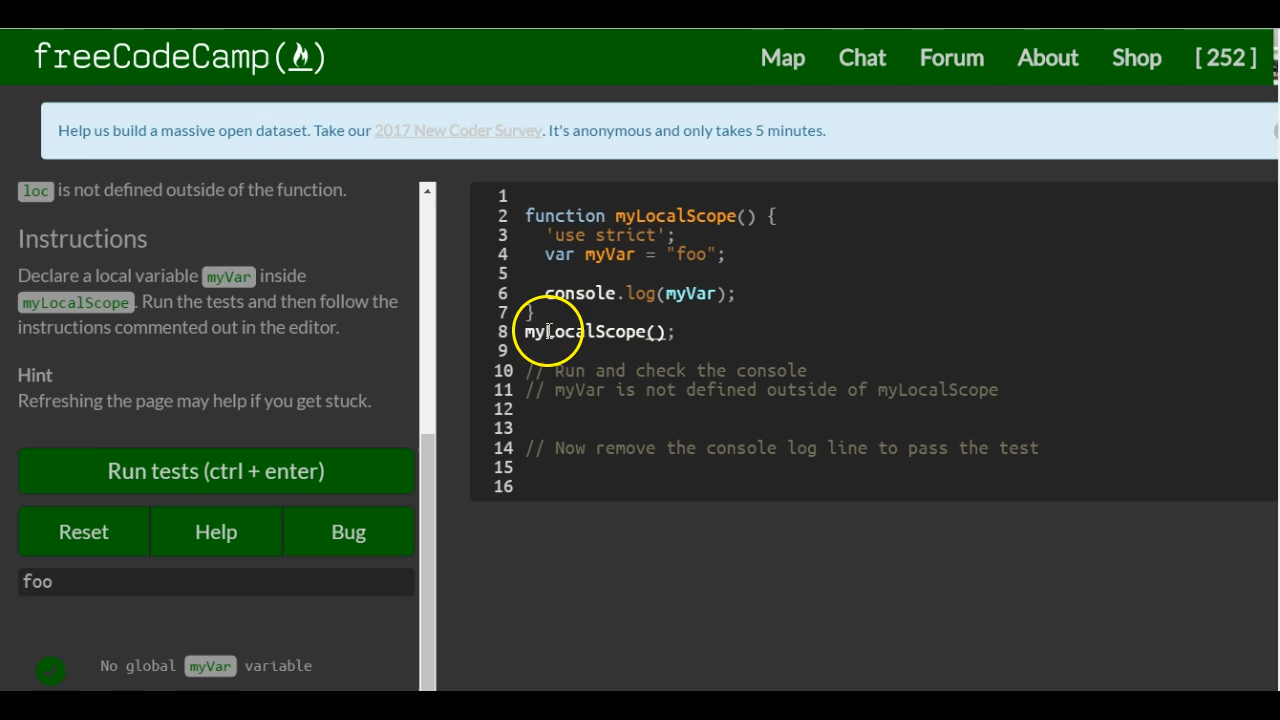 freeCodeCamp(🔥)
Map Chat Forum About Shop [ 252 ]
Help us build a massive open dataset. Take our 2017 New Coder Survey. It's anonymous and only takes 5 minutes.
loc is not defined outside of the function.
Instructions
Declare a local variable myVar inside
myLocalScope. Run the tests and then follow the
instructions commented out in the editor.
Hint
Refreshing the page may help if you get stuck.
Run tests (ctrl + enter)
Reset Help Bug
foo
No global myVar variable
1
2 function myLocalScope() {
3 'use strict';
4 var myVar = "foo";
5
6 console.log(myVar);
7 }
8 myLocalScope();
9
10 // Run and check the console
11 // myVar is not defined outside of myLocalScope
12
13
14 // Now remove the console log line to pass the test
15
16